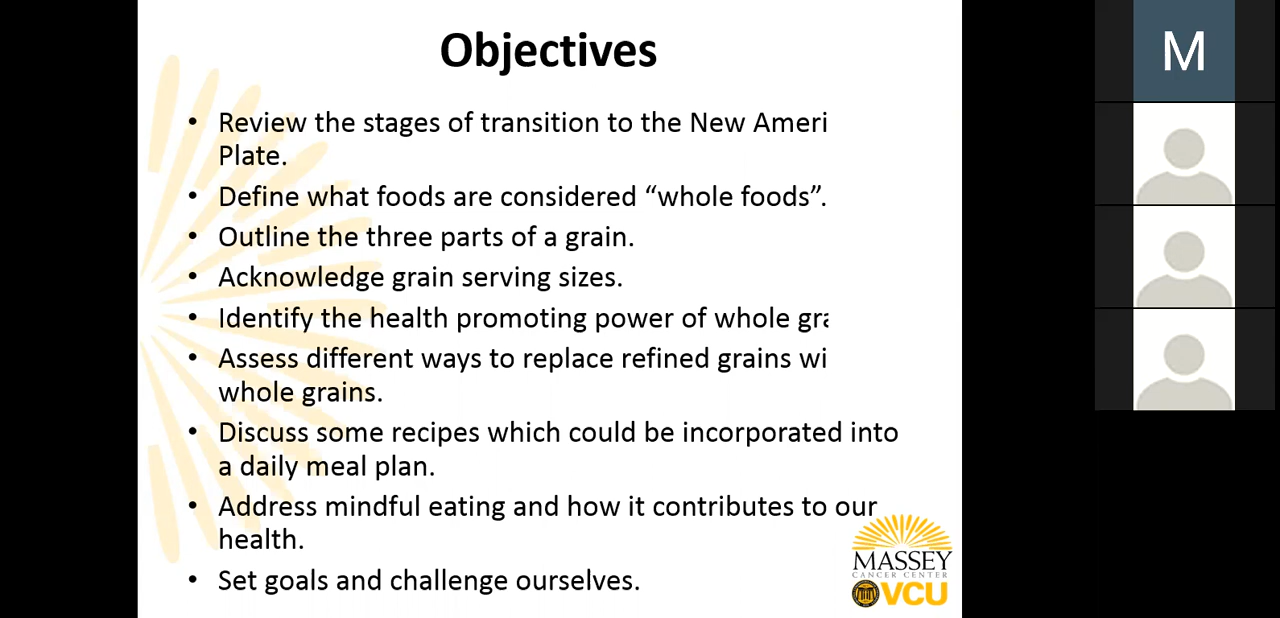 Objectives
• Review the stages of transition to the New Ameri
Plate.
• Define what foods are considered “whole foods”.
• Outline the three parts of a grain.
• Acknowledge grain serving sizes.
• Identify the health promoting power of whole gra
• Assess different ways to replace refined grains wi
whole grains.
• Discuss some recipes which could be incorporated into
a daily meal plan.
• Address mindful eating and how it contributes to our
health.
• Set goals and challenge ourselves.
MASSEY
CANCER CENTER
VCU
M